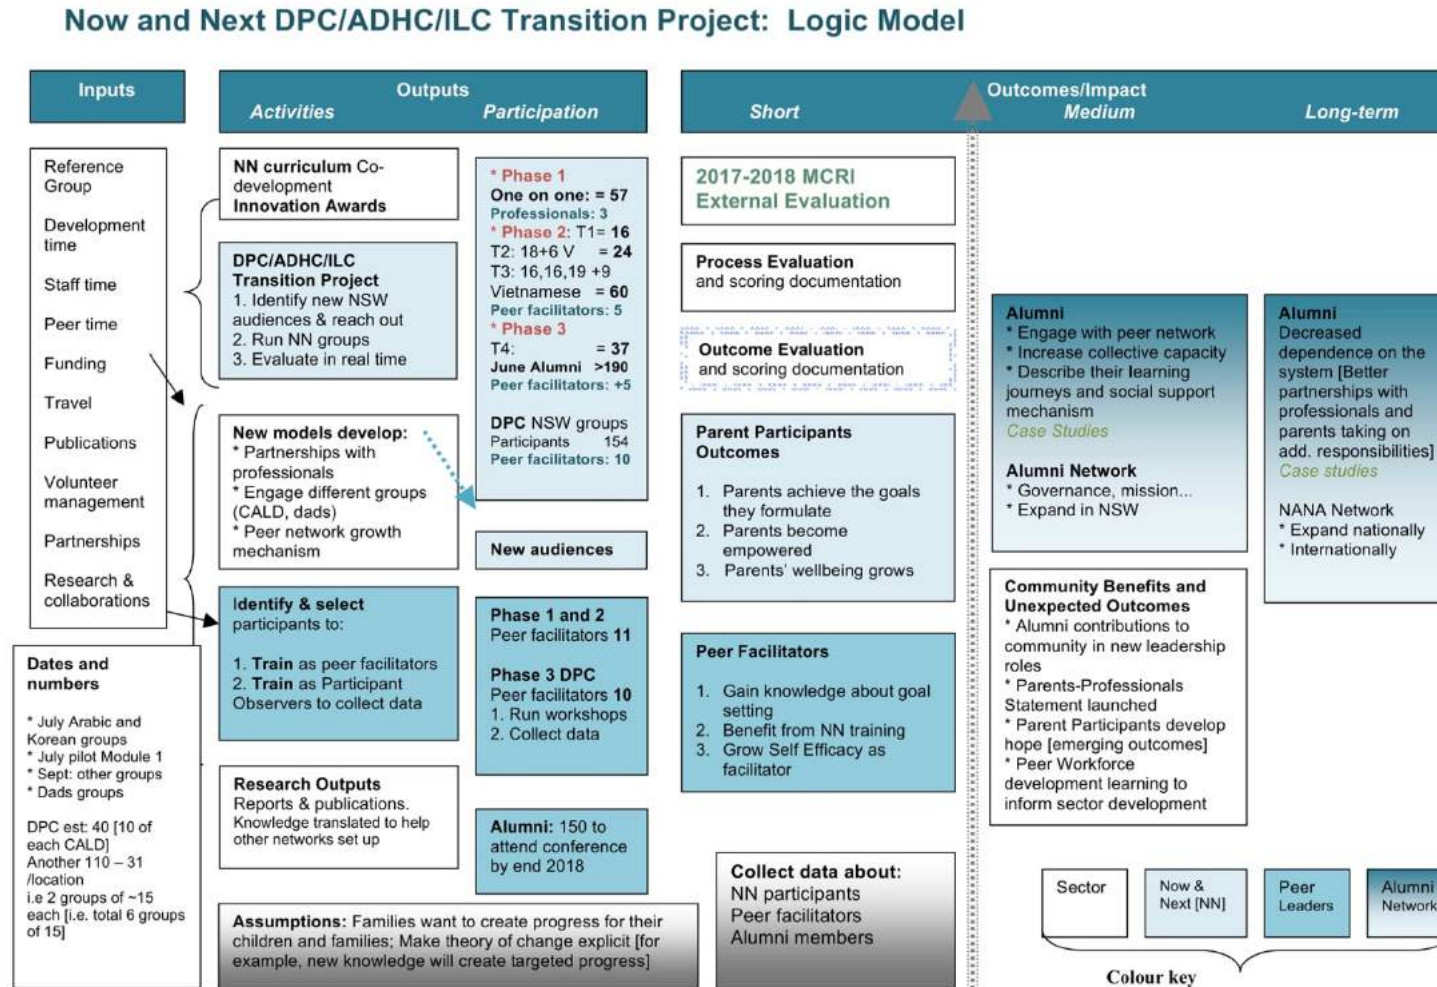 Now and Next DPC/ADHC/ILC Transition Project: Logic Model
Inputs
Outputs
Activities
Participation
Outcomes/Impact
Short
Medium
Long-term
Reference
Group
Development
time
Staff time
Peer time
Funding
Travel
Publications
Volunteer
management
Partnerships
Research &
collaborations
Dates and
numbers
* July Arabic and
Korean groups
* July pilot Module 1
* Sept: other groups
* Dads groups
DPC est: 40 [10 of
each CALD]
Another 110 – 31
/location
i.e 2 groups of ~15
each [i.e. total 6 groups
of 15]
NN curriculum Co-
development
Innovation Awards
DPC/ADHC/ILC
Transition Project
1. Identify new NSW
audiences & reach out
2. Run NN groups
3. Evaluate in real time
New models develop:
* Partnerships with
professionals
* Engage different groups
(CALD, dads)
* Peer network growth
mechanism
Identify & select
participants to:
1. Train as peer facilitators
2. Train as Participant
Observers to collect data
Research Outputs
Reports & publications.
Knowledge translated to help
other networks set up
* Phase 1
One on one: = 57
Professionals: 3
* Phase 2: T1= 16
T2: 18+6 V = 24
T3: 16,16,19 +9
Vietnamese = 60
Peer facilitators: 5
* Phase 3
T4: = 37
June Alumni >190
Peer facilitators: +5
DPC NSW groups
Participants 154
Peer facilitators: 10
New audiences
Phase 1 and 2
Peer facilitators 11
Phase 3 DPC
Peer facilitators 10
1. Run workshops
2. Collect data
Alumni: 150 to
attend conference
by end 2018
Assumptions: Families want to create progress for their
children and families; Make theory of change explicit [for
example, new knowledge will create targeted progress]
2017-2018 MCRI
External Evaluation
Process Evaluation
and scoring documentation
Outcome Evaluation
and scoring documentation
Parent Participants
Outcomes
1. Parents achieve the goals
they formulate
2. Parents become
empowered
3. Parents' wellbeing grows
Peer Facilitators
1. Gain knowledge about goal
setting
2. Benefit from NN training
3. Grow Self Efficacy as
facilitator
Collect data about:
NN participants
Peer facilitators
Alumni members
Alumni
* Engage with peer network
* Increase collective capacity
* Describe their learning
journeys and social support
mechanism
Case Studies
Alumni Network
* Governance, mission...
* Expand in NSW
Community Benefits and
Unexpected Outcomes
* Alumni contributions to
community in new leadership
roles
* Parents-Professionals
Statement launched
* Parent Participants develop
hope [emerging outcomes]
* Peer Workforce
development learning to
inform sector development
Alumni
Decreased
dependence on the
system [Better
partnerships with
professionals and
parents taking on
add. responsibilities]
Case studies
NANA Network
* Expand nationally
* Internationally
Sector
Now &
Next [NN]
Peer
Leaders
Alumni
Network
Colour key